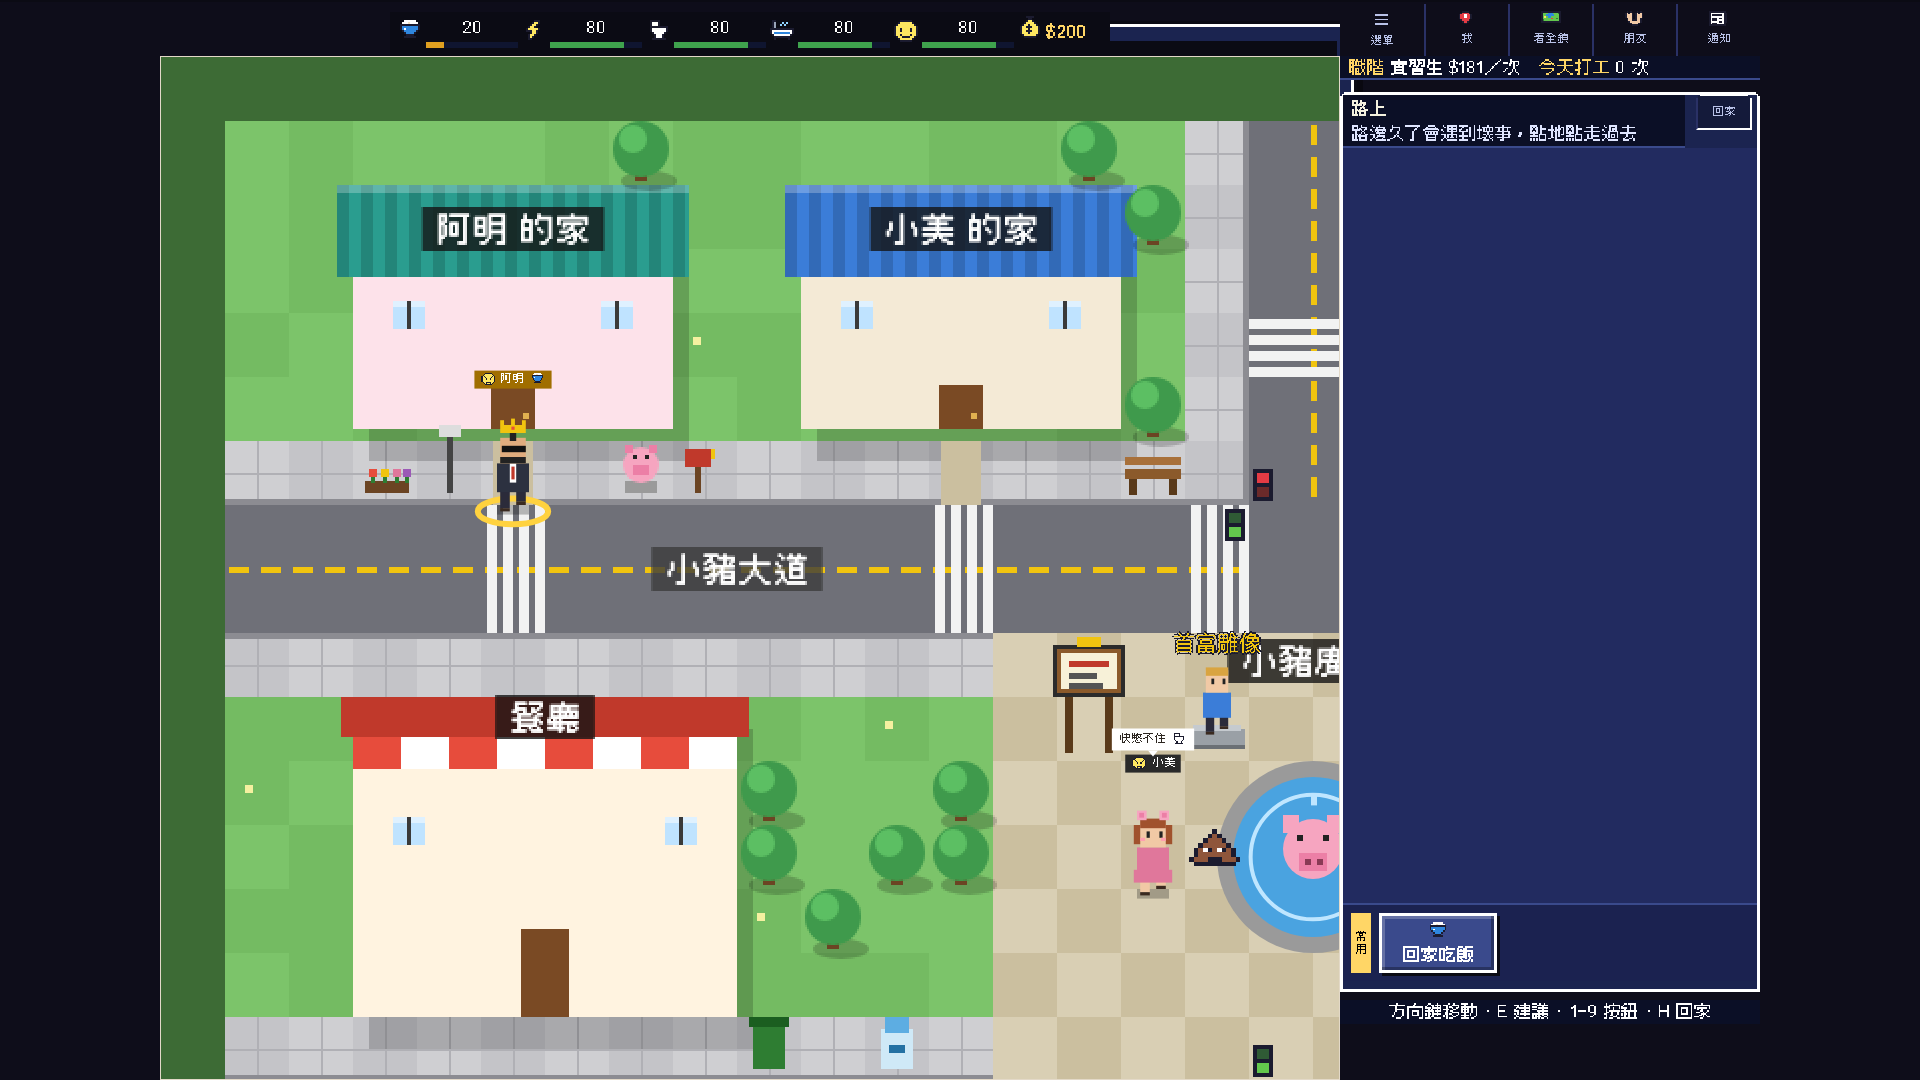 20
80
80
80
80
$200
選單
我
看全鎮
朋友
通知
職階 實習生 $181／次 今天打工 0 次
路上
路邊久了會遇到壞事，點地點走過去
回家
阿明 的家
小美 的家
阿明
小豬大道
首富雕像
小豬廣
餐廳
快憋不住
小美
常用
回家吃飯
方向鍵移動 · E 建議 · 1-9 按鈕 · H 回家